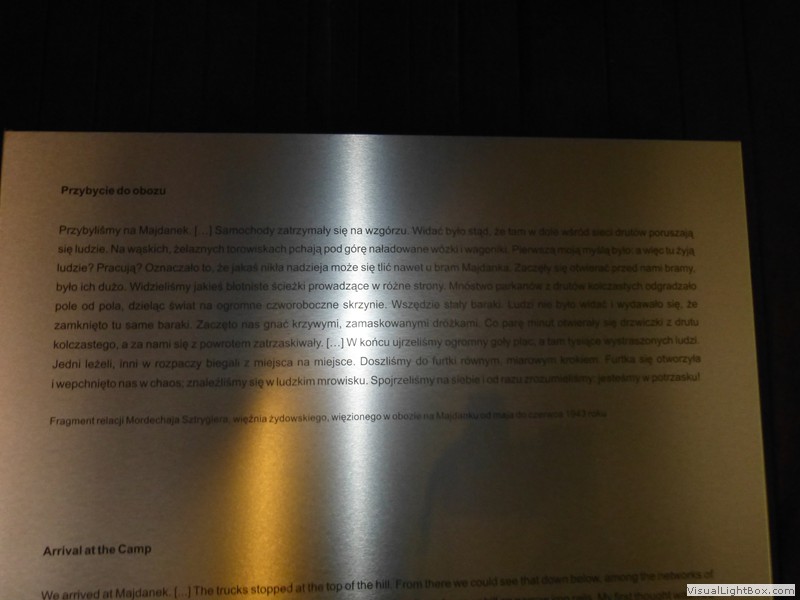 Przybycie do obozu
Przybyliśmy na Majdanek. […] Samochody zatrzymały się na wzgórzu. Widać było stąd, że tam w dole wśród sieci drutów poruszają
się ludzie. Na wąskich, żelaznych torowiskach pchają pod górę naładowane wózki i wagoniki. Pierwszą moją myślą było: a więc tu żyją
ludzie? Pracują? Oznaczało to, że jakaś nikła nadzieja może się tlić nawet u bram Majdanka. Zaczęły się otwierać przed nami bramy,
było ich dużo. Widzieliśmy jakieś błotniste ścieżki prowadzące w różne strony. Mnóstwo parkanów z drutów kolczastych odgradzało
pole od pola, dzieląc świat na ogromne czworoboczne skrzynie. Wszędzie stały baraki. Ludzi nie było widać i wydawało się, że
zamknięto tu same baraki. Zaczęto nas gnać krzywymi, zamaskowanymi dróżkami. Co parę minut otwierały się drzwiczki z drutu
kolczastego, a za nami się z powrotem zatrzaskiwały. […] W końcu ujrzeliśmy ogromny goły plac, a tam tysiące wystraszonych ludzi.
Jedni leżeli, inni w rozpaczy biegali z miejsca na miejsce. Doszliśmy do furtki równym, miarowym krokiem. Furtka się otworzyła
i wepchnięto nas w chaos; znaleźliśmy się w ludzkim mrowisku. Spojrzeliśmy na siebie i od razu zrozumieliśmy: jesteśmy w potrzasku!
Fragment relacji Mordechaja Sztryglera, więźnia żydowskiego, więzionego w obozie na Majdanku od maja do czerwca 1943 roku
Arrival at the Camp
We arrived at Majdanek. […] The trucks stopped at the top of the hill. From there we could see that down below, among the networks of
My first thought
VisualLightBox.com